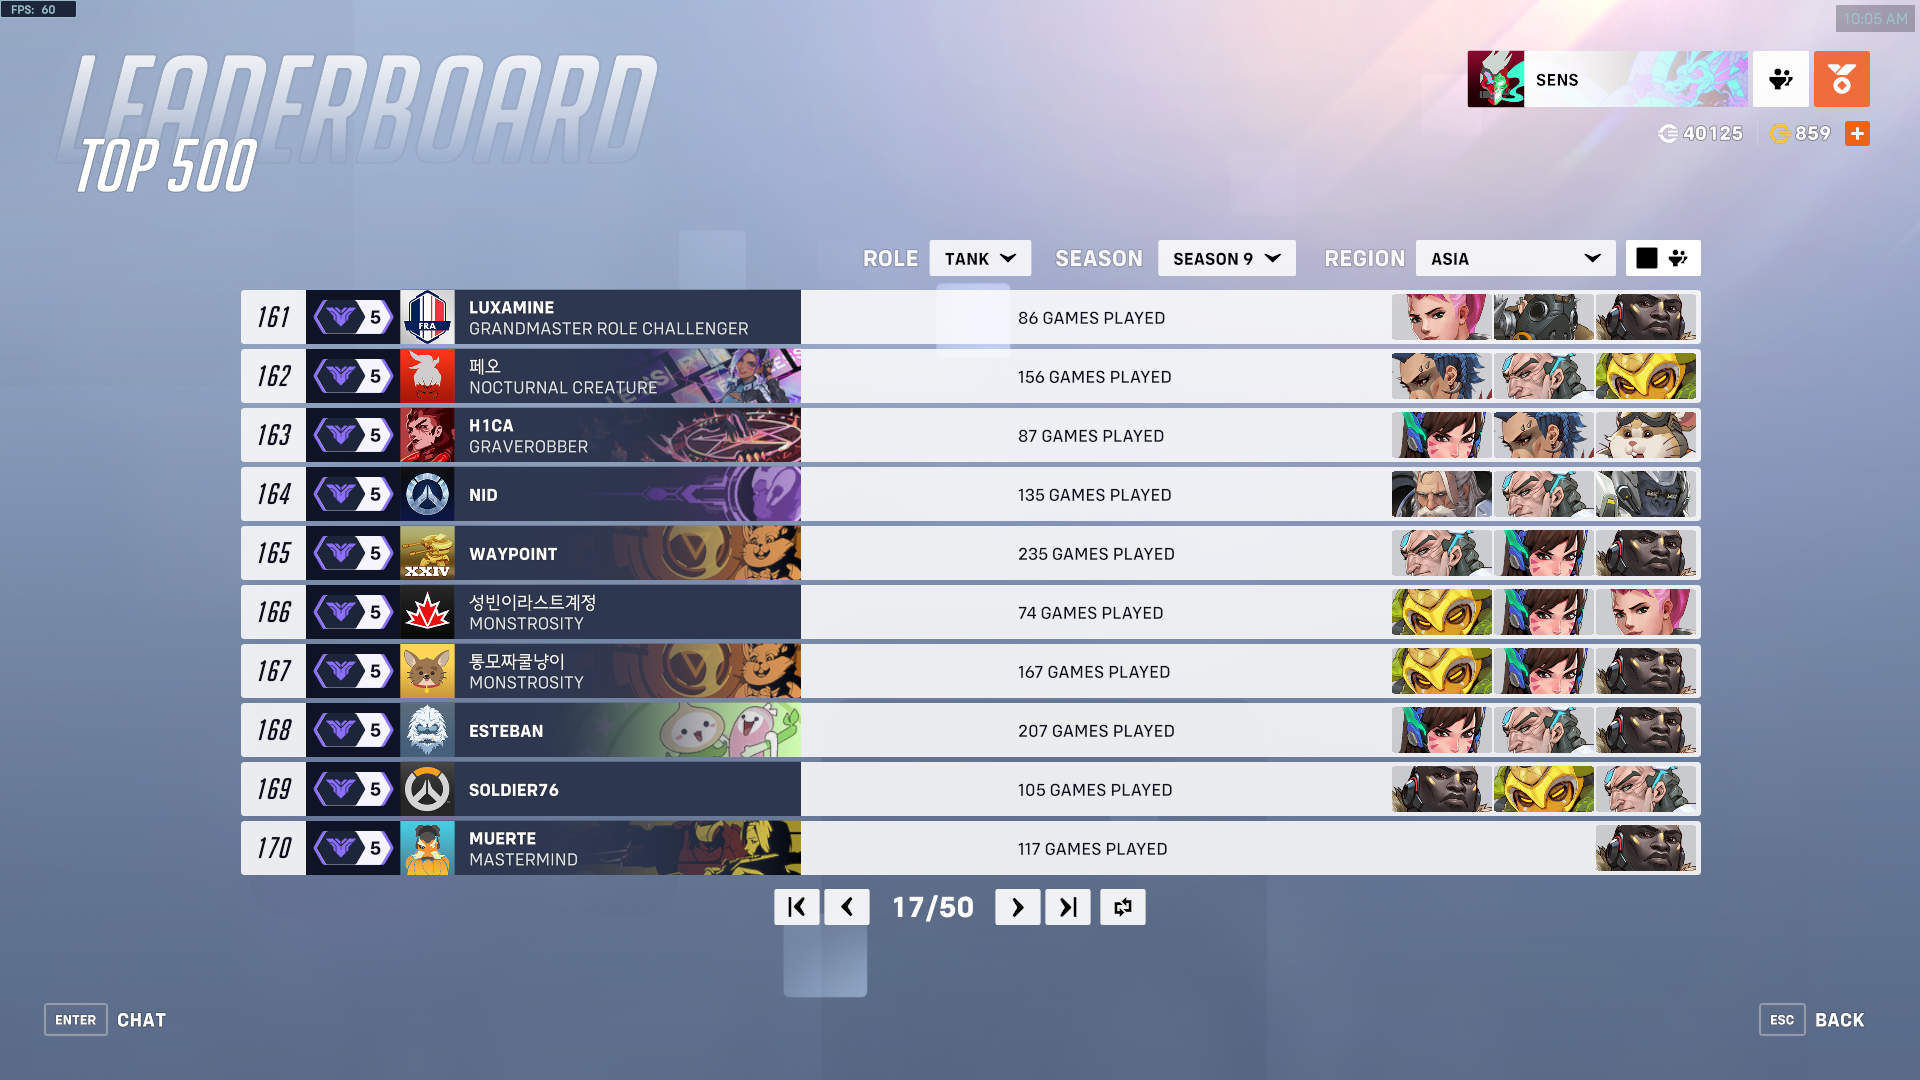 FPS: 60
10:05 AM
LEADERBOARD
TOP 500
SENS
40125
859
ROLE TANK SEASON SEASON 9 REGION ASIA
161 5 FRA LUXAMINE
GRANDMASTER ROLE CHALLENGER
86 GAMES PLAYED
162 5 페오
NOCTURNAL CREATURE
156 GAMES PLAYED
163 5 H1CA
GRAVEROBBER
87 GAMES PLAYED
164 5 NID
135 GAMES PLAYED
165 5 XXIV WAYPOINT
235 GAMES PLAYED
166 5 성빈이라스트계정
MONSTROSITY
74 GAMES PLAYED
167 5 통모짜쿨냥이
MONSTROSITY
167 GAMES PLAYED
168 5 ESTEBAN
207 GAMES PLAYED
169 5 SOLDIER76
105 GAMES PLAYED
170 5 MUERTE
MASTERMIND
117 GAMES PLAYED
17/50
ENTER CHAT
ESC BACK